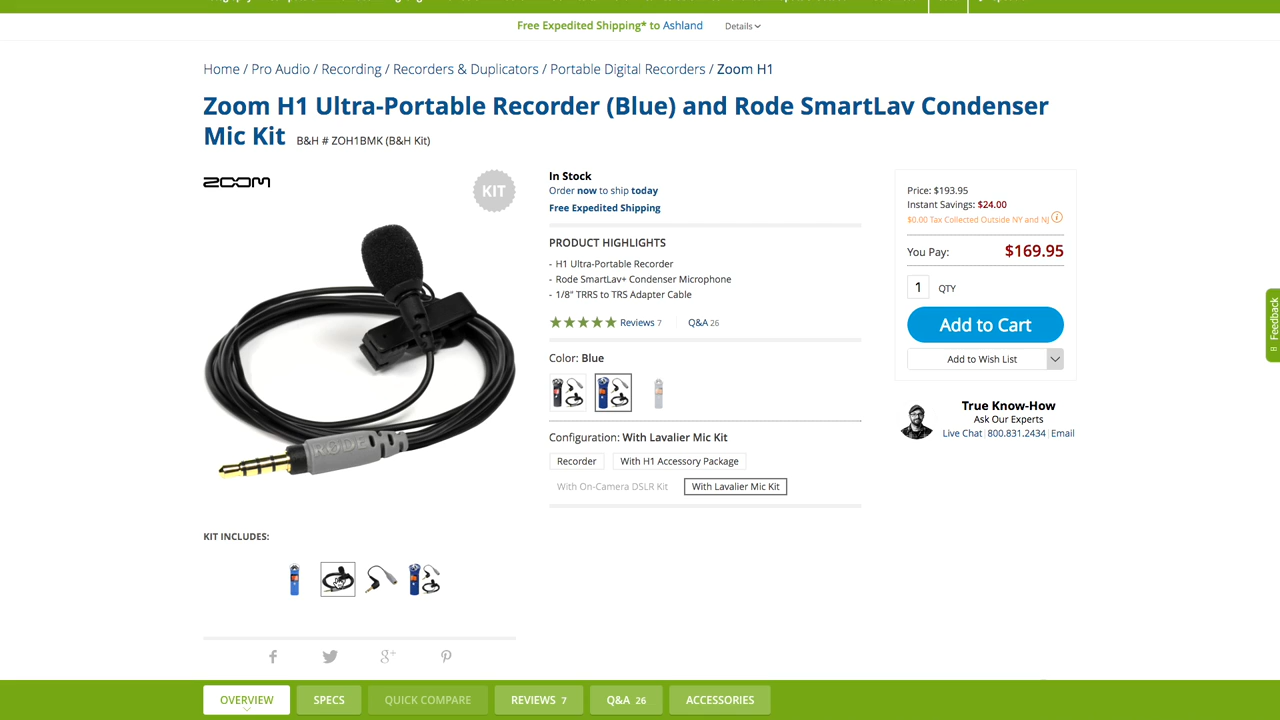 Free Expedited Shipping* to Ashland Details
Home / Pro Audio / Recording / Recorders & Duplicators / Portable Digital Recorders / Zoom H1
Zoom H1 Ultra-Portable Recorder (Blue) and Rode SmartLav Condenser
Mic Kit B&H # ZOH1BMK (B&H Kit)
ZOOM
KIT
RODE
KIT INCLUDES:
In Stock
Order now to ship today
Free Expedited Shipping
PRODUCT HIGHLIGHTS
- H1 Ultra-Portable Recorder
- Rode SmartLav+ Condenser Microphone
- 1/8" TRRS to TRS Adapter Cable
Reviews 7 Q&A 26
Color: Blue
Configuration: With Lavalier Mic Kit
Recorder With H1 Accessory Package
With On-Camera DSLR Kit With Lavalier Mic Kit
Price: $193.95
Instant Savings: $24.00
$0.00 Tax Collected Outside NY and NJ
You Pay: $169.95
1 QTY
Add to Cart
Add to Wish List
True Know-How
Ask Our Experts
Live Chat 800.831.2434 Email
Feedback
OVERVIEW SPECS QUICK COMPARE REVIEWS 7 Q&A 26 ACCESSORIES